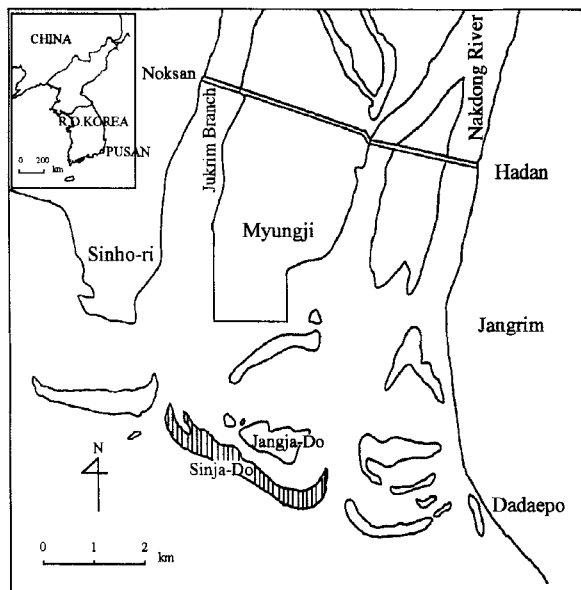 CHINA
R.D.KOREA
PUSAN
0 200
km
Noksan
Jukrim Branch
Nakdong River
Hadan
Myungji
Sinho-ri
Jangrim
Jangja-Do
Sinja-Do
N
Dadaepo
0 1 2
km